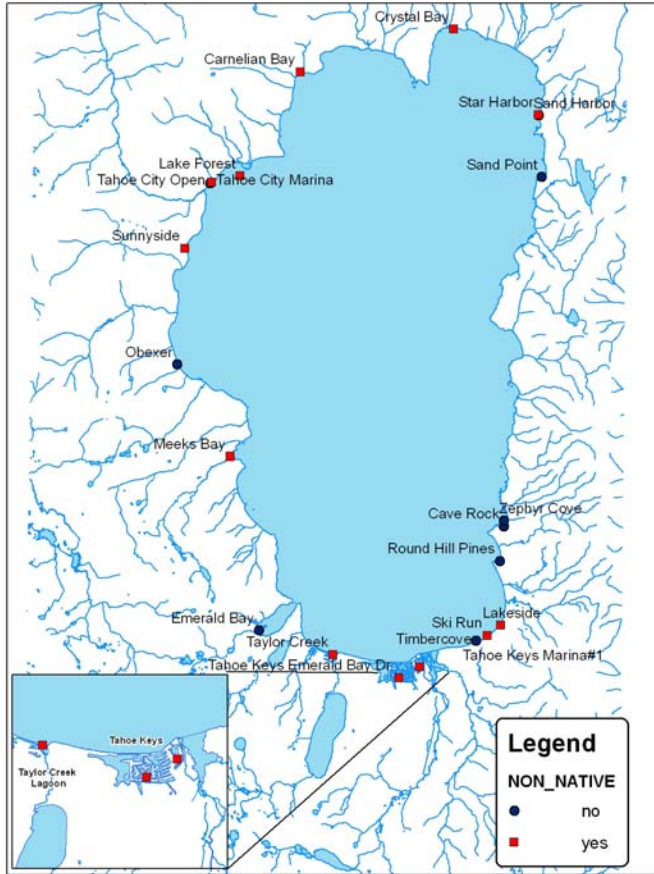 Crystal Bay
Carnelian Bay
Star Harbor Sand Harbor
Lake Forest
Sand Point
Tahoe City Open Tahoe City Marina
Sunnyside
Obexer
Meeks Bay
Zephyr Cove
Cave Rock
Round Hill Pines
Emerald Bay
Lakeside
Ski Run
Taylor Creek
Timbercove
Tahoe Keys Marina#1
Tahoe Keys Emerald Bay Dr
Tahoe Keys
Taylor Creek
Lagoon
Legend
NON_NATIVE
no
yes